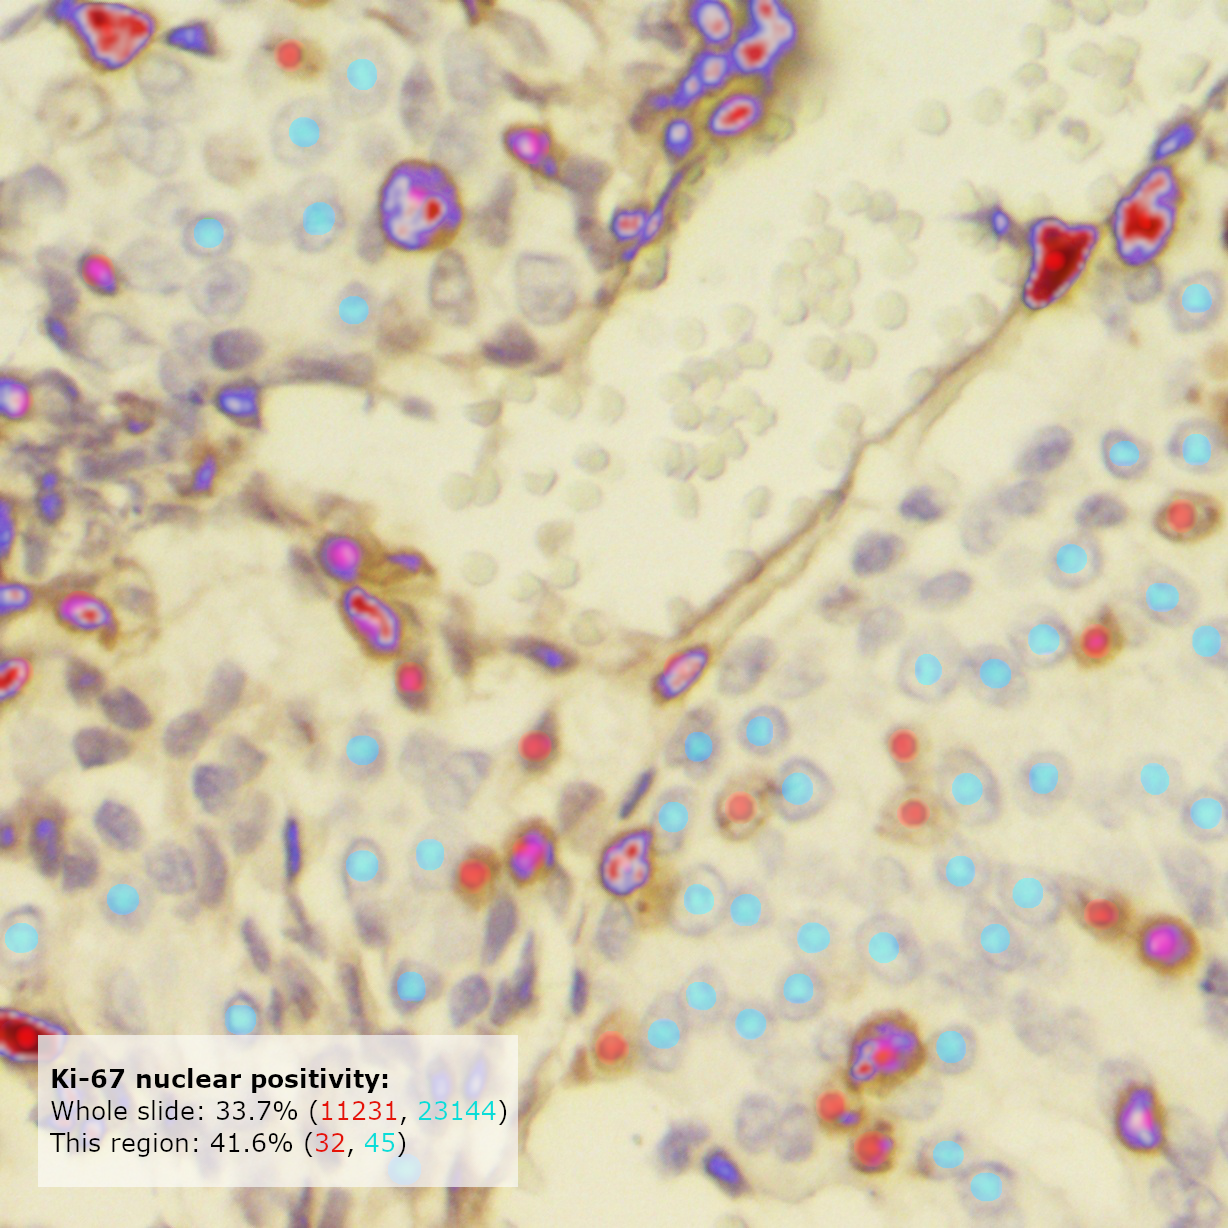 Ki-67 nuclear positivity:
Whole slide: 33.7% (11231, 23144)
This region: 41.6% (32, 45)